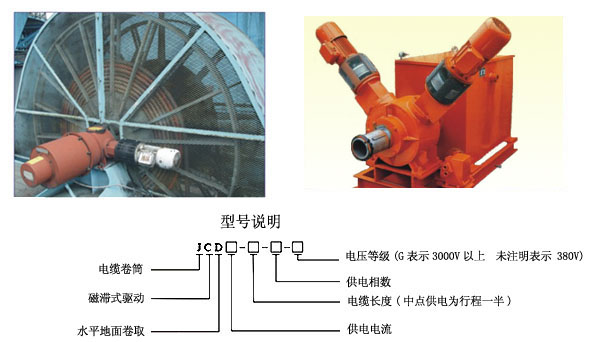 型号说明
JCD□-□-□-□
电压等级 (G 表示 3000V 以上 未注明表示 380V)
电缆卷筒
供电相数
磁滞式驱动
电缆长度 ( 中点供电为行程一半 )
水平地面卷取
供电电流